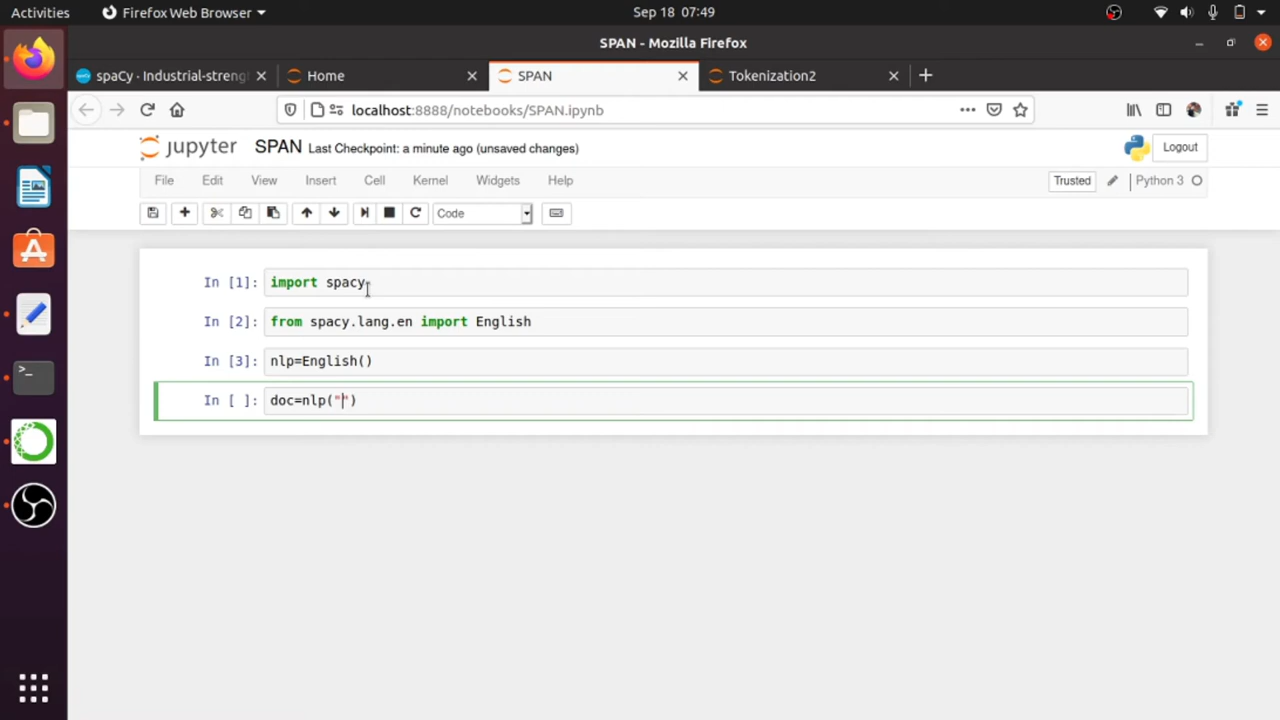 Activities Firefox Web Browser Sep 18 07:49
SPAN - Mozilla Firefox
spaCy · Industrial-streng Home SPAN Tokenization2
localhost:8888/notebooks/SPAN.ipynb
jupyter SPAN Last Checkpoint: a minute ago (unsaved changes) Logout
File Edit View Insert Cell Kernel Widgets Help Trusted Python 3
Code
In [1]: import spacy
In [2]: from spacy.lang.en import English
In [3]: nlp=English()
In [ ]: doc=nlp("")